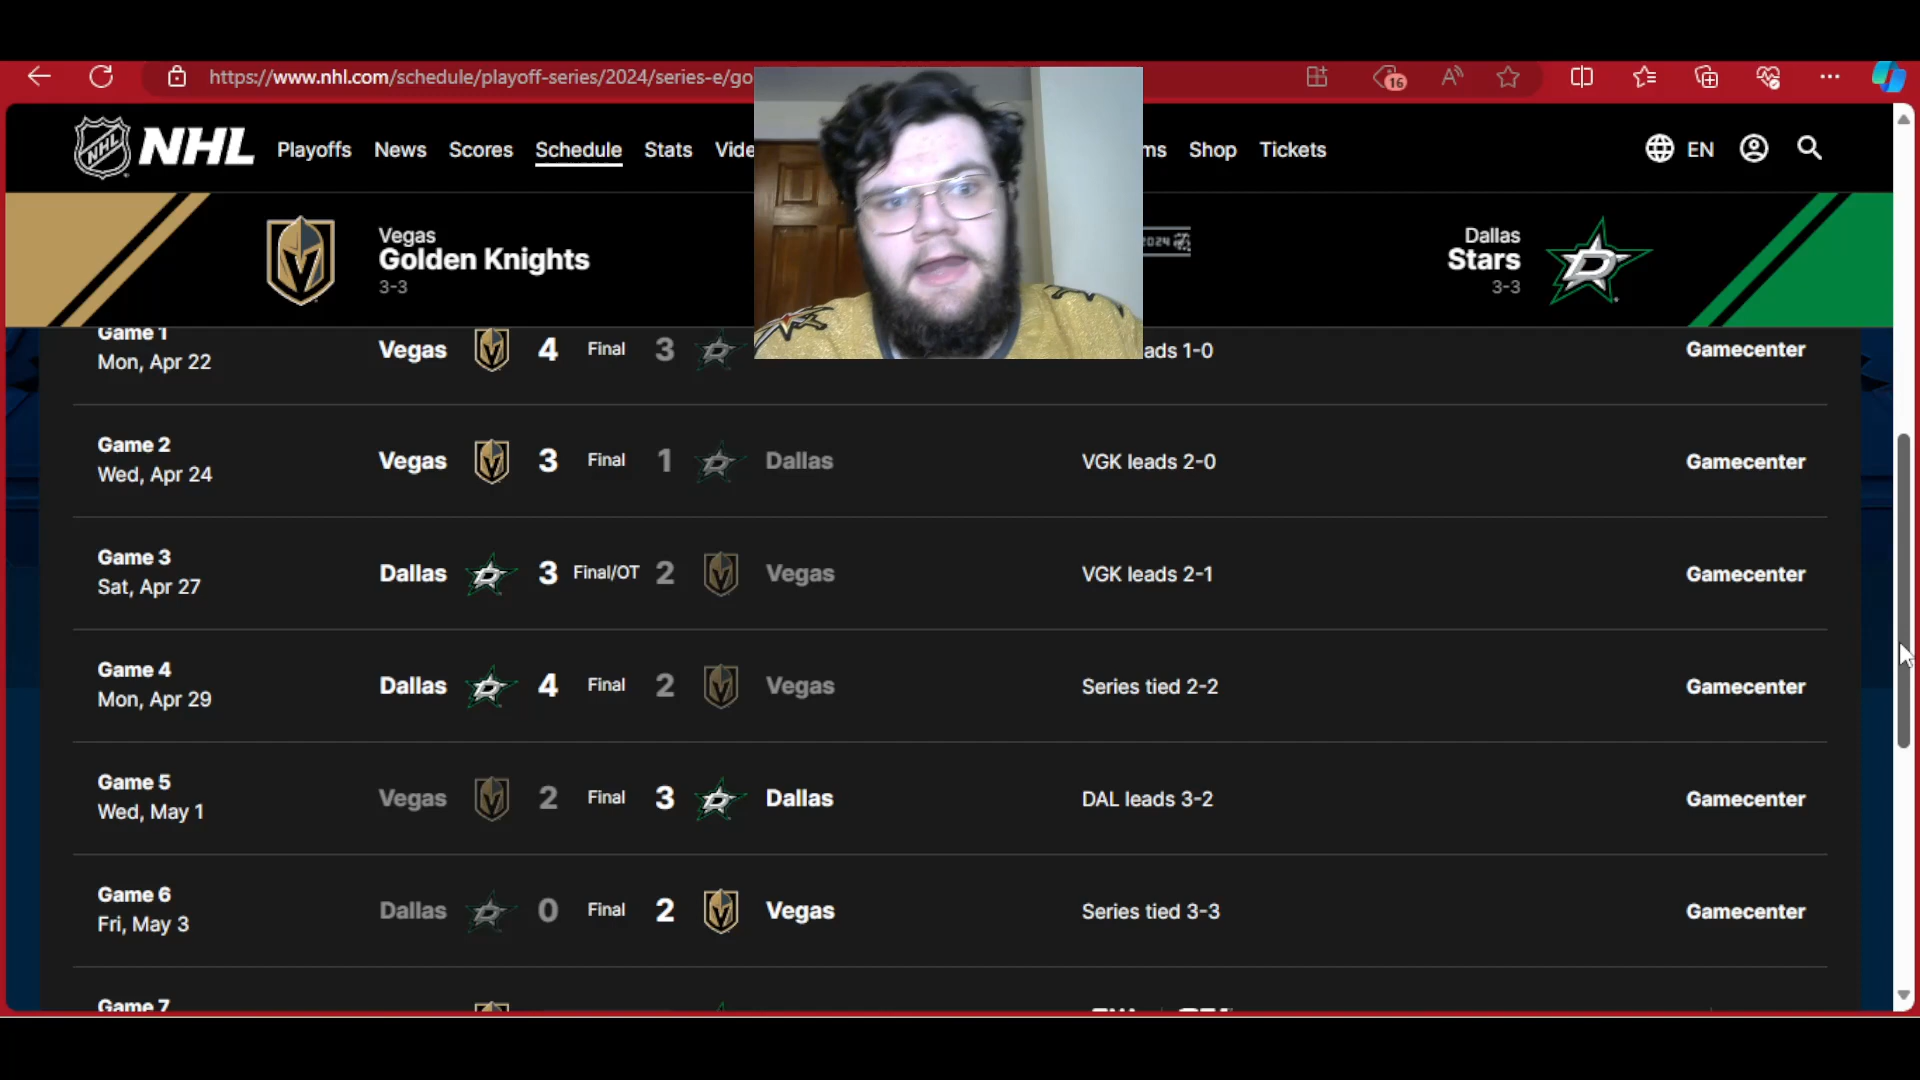 https://www.nhl.com/schedule/playoff-series/2024/series-e/go
16
NHL Playoffs News Scores Schedule Stats Vide ms Shop Tickets EN
Vegas
Golden Knights
3-3
2024
Dallas
Stars
3-3
Game 1
Mon, Apr 22
Vegas 4 Final 3 ads 1-0 Gamecenter
Game 2
Wed, Apr 24
Vegas 3 Final 1 Dallas VGK leads 2-0 Gamecenter
Game 3
Sat, Apr 27
Dallas 3 Final/OT 2 Vegas VGK leads 2-1 Gamecenter
Game 4
Mon, Apr 29
Dallas 4 Final 2 Vegas Series tied 2-2 Gamecenter
Game 5
Wed, May 1
Vegas 2 Final 3 Dallas DAL leads 3-2 Gamecenter
Game 6
Fri, May 3
Dallas 0 Final 2 Vegas Series tied 3-3 Gamecenter
Game 7